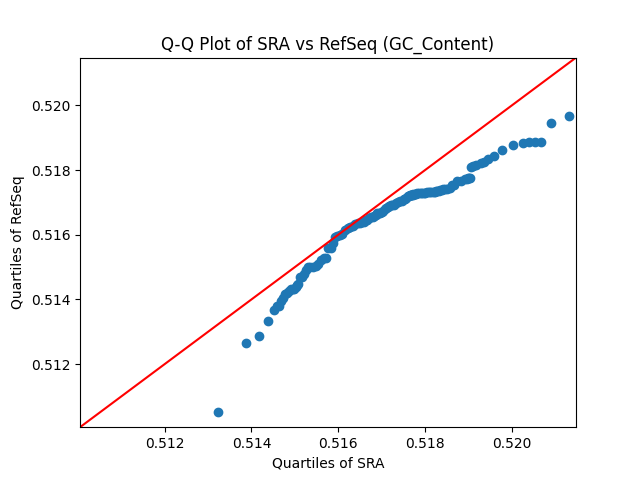 Q-Q Plot of SRA vs RefSeq (GC_Content)
0.520
0.518
0.516
0.514
0.512
Quartiles of RefSeq
0.512 0.514 0.516 0.518 0.520
Quartiles of SRA